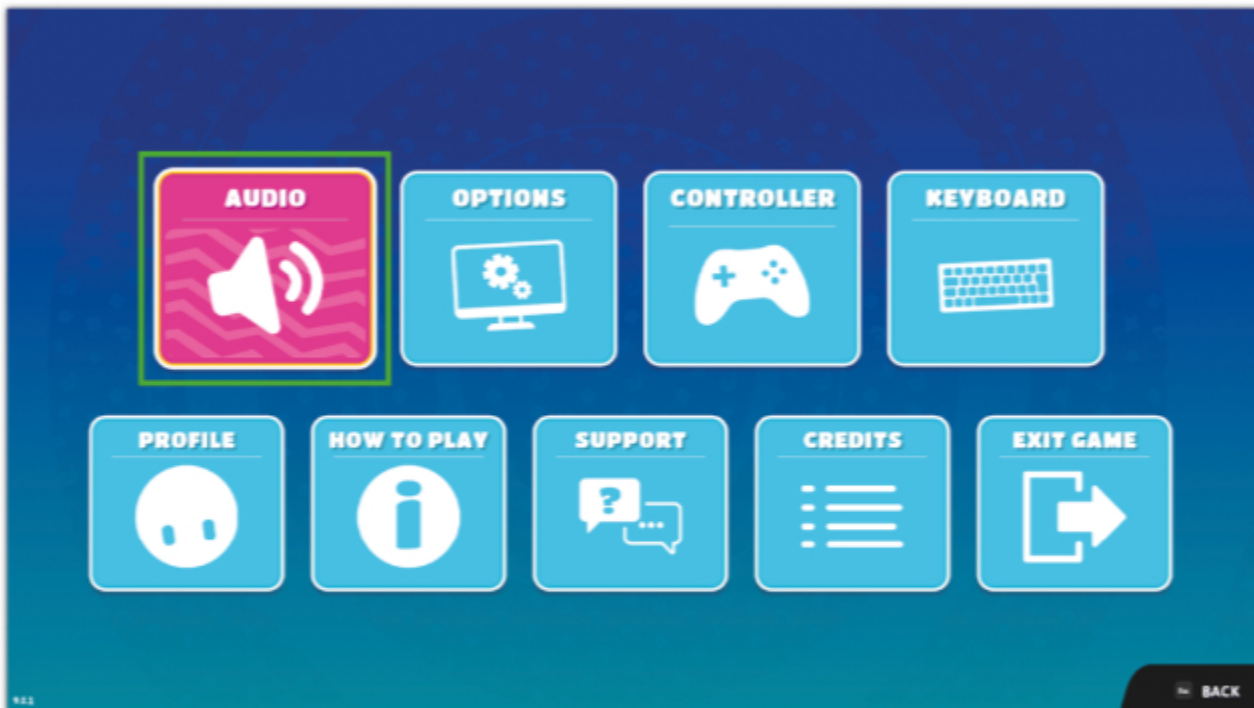 AUDIO
OPTIONS
CONTROLLER
KEYBOARD
PROFILE
HOW TO PLAY
SUPPORT
CREDITS
EXIT GAME
BACK